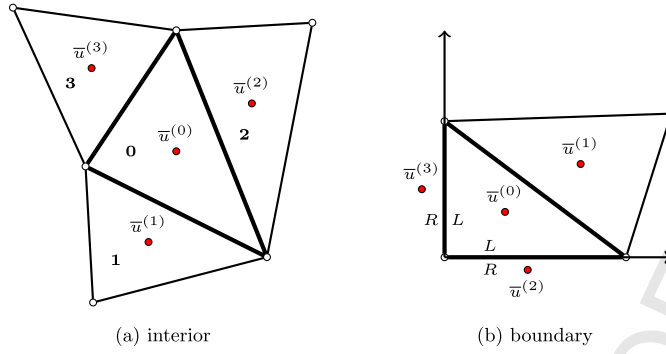 u̅⁽³⁾
3
u̅⁽²⁾
2
u̅⁽⁰⁾
0
u̅⁽¹⁾
1
(a) interior
u̅⁽¹⁾
u̅⁽³⁾
u̅⁽⁰⁾
R L
L
R
u̅⁽²⁾
(b) boundary